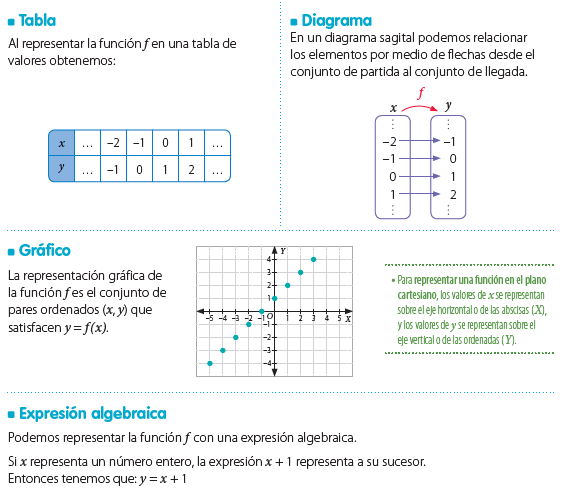 Tabla
Al representar la función f en una tabla de
valores obtenemos:
x ... –2 –1 0 1 ...
y ... –1 0 1 2 ...
Diagrama
En un diagrama sagital podemos relacionar
los elementos por medio de flechas desde el
conjunto de partida al conjunto de llegada.
f
x y
⋮ ⋮
–2 –1
–1 0
0 1
1 2
⋮ ⋮
Gráfico
La representación gráfica de
la función f es el conjunto de
pares ordenados (x, y) que
satisfacen y = f(x).
Y
4
3
2
1
–5 –4 –3 –2 –1 O 1 2 3 4 5 X
–1
–2
–3
–4
• Para representar una función en el plano
cartesiano, los valores de x se representan
sobre el eje horizontal o de las abscisas (X),
y los valores de y se representan sobre el
eje vertical o de las ordenadas (Y).
Expresión algebraica
Podemos representar la función f con una expresión algebraica.
Si x representa un número entero, la expresión x + 1 representa a su sucesor.
Entonces tenemos que: y = x + 1